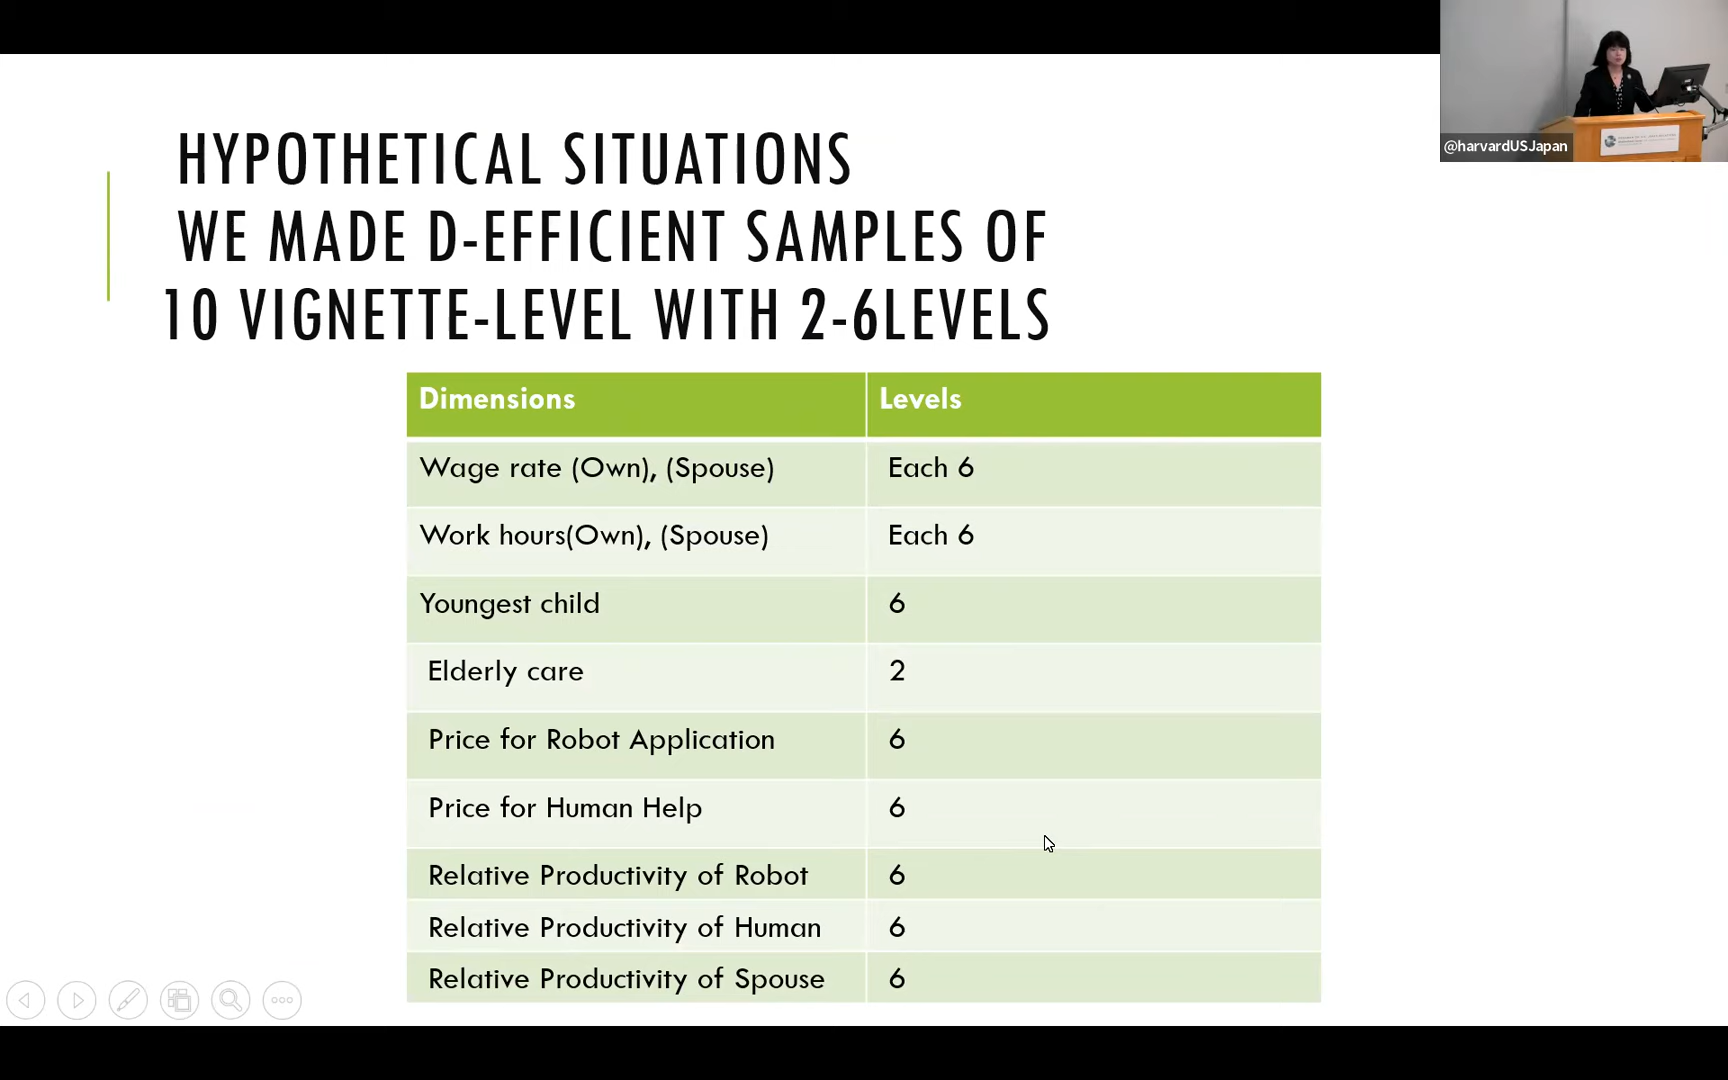 HYPOTHETICAL SITUATIONS
WE MADE D-EFFICIENT SAMPLES OF
10 VIGNETTE-LEVEL WITH 2-6LEVELS
@harvardUSJapan
Dimensions Levels
Wage rate (Own), (Spouse) Each 6
Work hours(Own), (Spouse) Each 6
Youngest child 6
Elderly care 2
Price for Robot Application 6
Price for Human Help 6
Relative Productivity of Robot 6
Relative Productivity of Human 6
Relative Productivity of Spouse 6